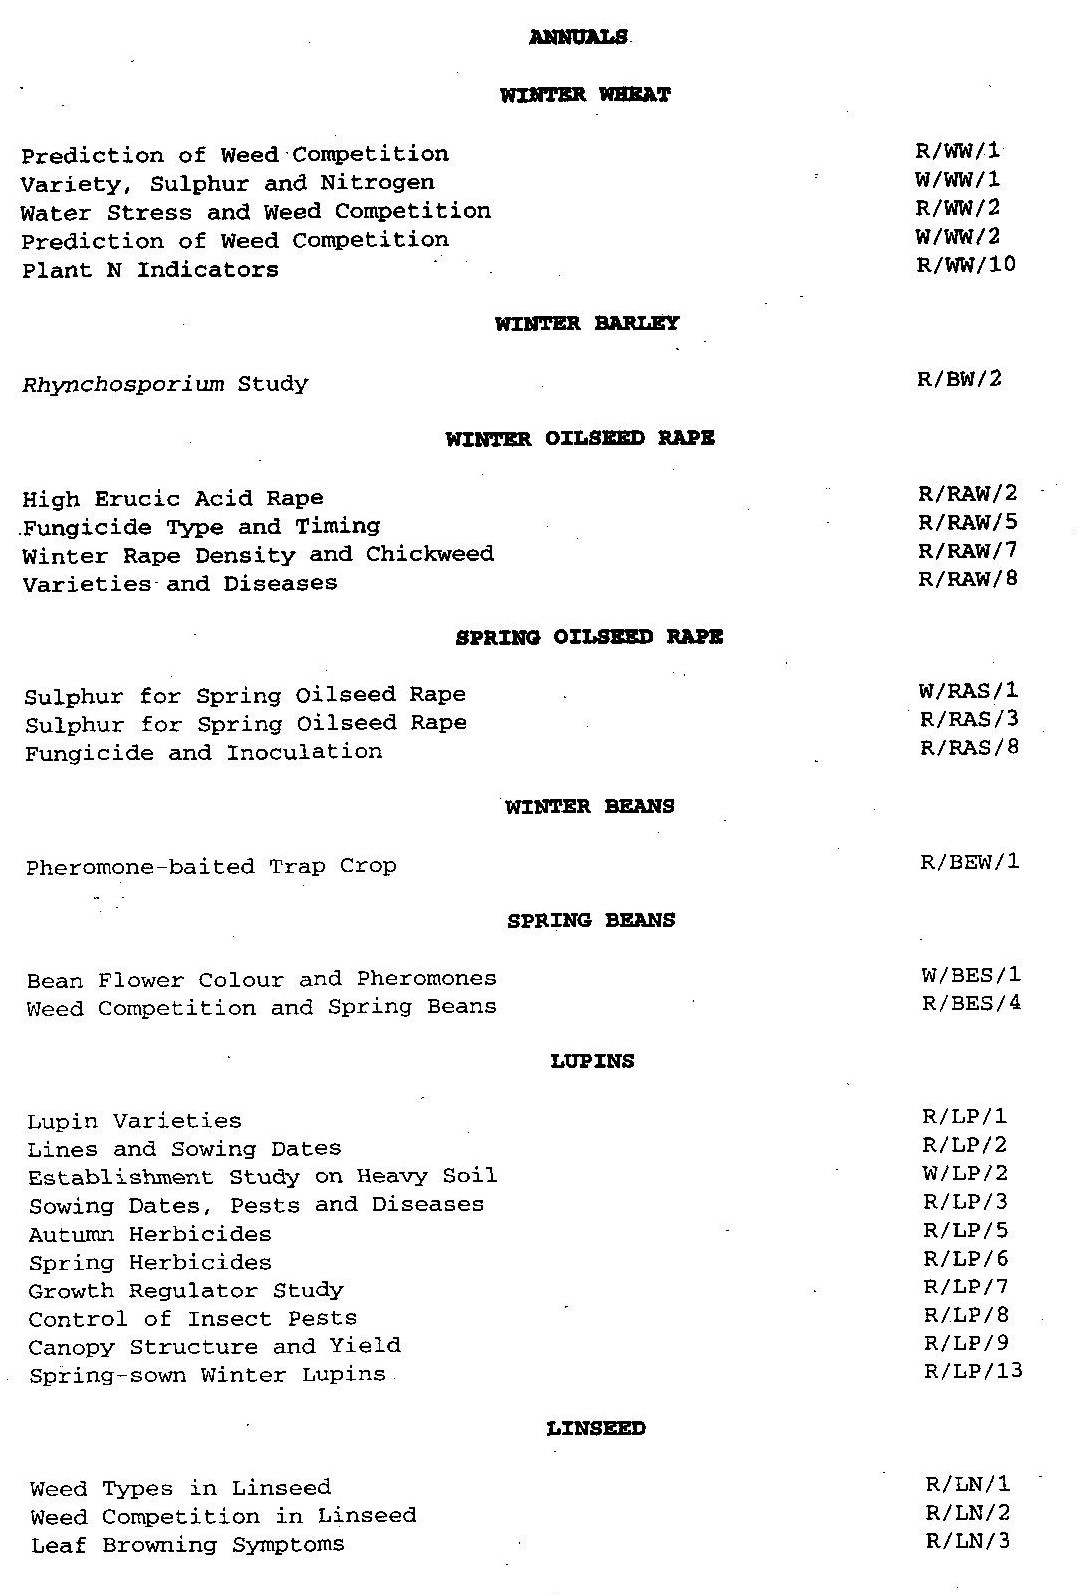 ANNUALS
WINTER WHEAT
Prediction of Weed Competition R/WW/1
Variety, Sulphur and Nitrogen W/WW/1
Water Stress and Weed Competition R/WW/2
Prediction of Weed Competition W/WW/2
Plant N Indicators R/WW/10
WINTER BARLEY
Rhynchosporium Study R/BW/2
WINTER OILSEED RAPE
High Erucic Acid Rape R/RAW/2
Fungicide Type and Timing R/RAW/5
Winter Rape Density and Chickweed R/RAW/7
Varieties and Diseases R/RAW/8
SPRING OILSEED RAPE
Sulphur for Spring Oilseed Rape W/RAS/1
Sulphur for Spring Oilseed Rape R/RAS/3
Fungicide and Inoculation R/RAS/8
WINTER BEANS
Pheromone-baited Trap Crop R/BEW/1
SPRING BEANS
Bean Flower Colour and Pheromones W/BES/1
Weed Competition and Spring Beans R/BES/4
LUPINS
Lupin Varieties R/LP/1
Lines and Sowing Dates R/LP/2
Establishment Study on Heavy Soil W/LP/2
Sowing Dates, Pests and Diseases R/LP/3
Autumn Herbicides R/LP/5
Spring Herbicides R/LP/6
Growth Regulator Study R/LP/7
Control of Insect Pests R/LP/8
Canopy Structure and Yield R/LP/9
Spring-sown Winter Lupins R/LP/13
LINSEED
Weed Types in Linseed R/LN/1
Weed Competition in Linseed R/LN/2
Leaf Browning Symptoms R/LN/3